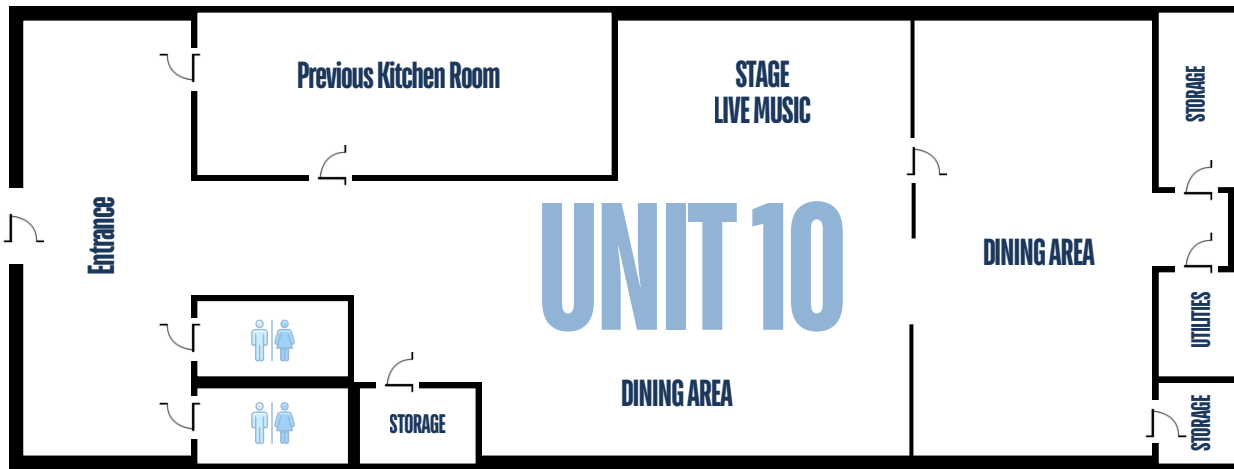 Previous Kitchen Room
STAGE
LIVE MUSIC
STORAGE
Entrance
UNIT 10
DINING AREA
UTILITIES
DINING AREA
STORAGE
STORAGE